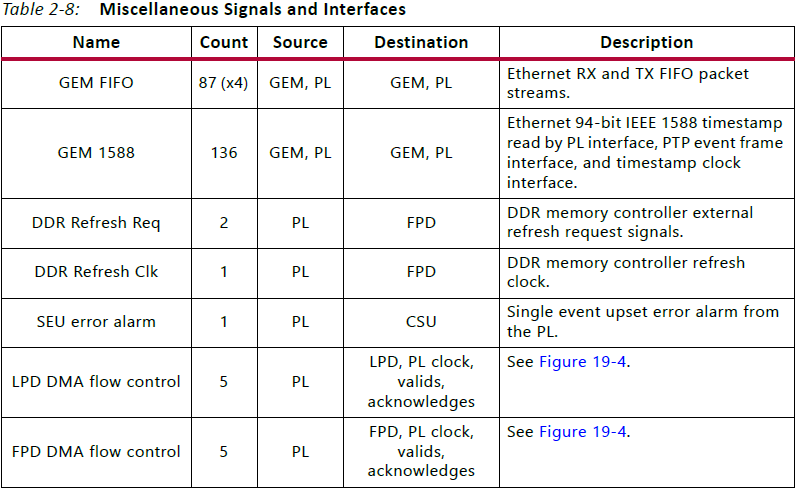 Table 2-8: Miscellaneous Signals and Interfaces
Name Count Source Destination Description
GEM FIFO 87 (x4) GEM, PL GEM, PL Ethernet RX and TX FIFO packet
streams.
GEM 1588 136 GEM, PL GEM, PL Ethernet 94-bit IEEE 1588 timestamp
read by PL interface, PTP event frame
interface, and timestamp clock
interface.
DDR Refresh Req 2 PL FPD DDR memory controller external
refresh request signals.
DDR Refresh Clk 1 PL FPD DDR memory controller refresh
clock.
SEU error alarm 1 PL CSU Single event upset error alarm from
the PL.
LPD DMA flow control 5 PL LPD, PL clock,
valids,
acknowledges
See Figure 19-4.
FPD DMA flow control 5 PL FPD, PL clock,
valids,
acknowledges
See Figure 19-4.